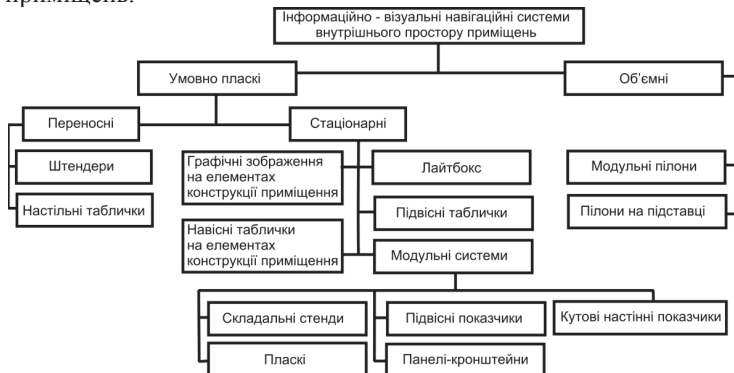 приміщень.
Інформаційно - візуальні навігаційні системи
внутрішнього простору приміщень
Умовно пласкі
Об’ємні
Переносні
Стаціонарні
Штендери
Графічні зображення
на елементах
конструкції приміщення
Лайтбокс
Модульні пілони
Настільні таблички
Підвісні таблички
Пілони на підставці
Навісні таблички
на елементах
конструкції приміщення
Модульні системи
Складальні стенди
Підвісні показчики
Кутові настінні показчики
Пласкі
Панелі-кронштейни